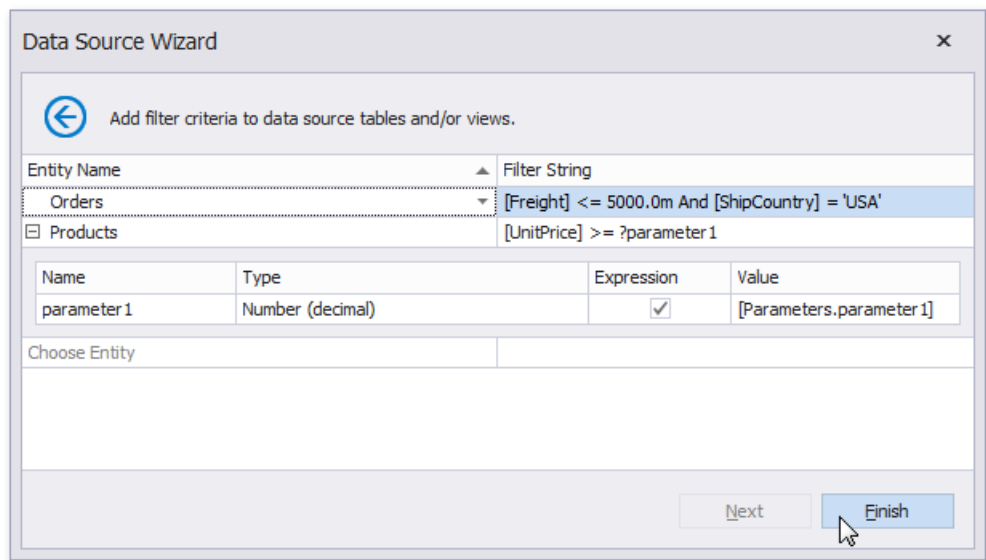 Data Source Wizard
Add filter criteria to data source tables and/or views.
Entity Name Filter String
Orders [Freight] <= 5000.0m And [ShipCountry] = 'USA'
Products [UnitPrice] >= ?parameter1
Name Type Expression Value
parameter1 Number (decimal) [Parameters.parameter1]
Choose Entity
Next Finish